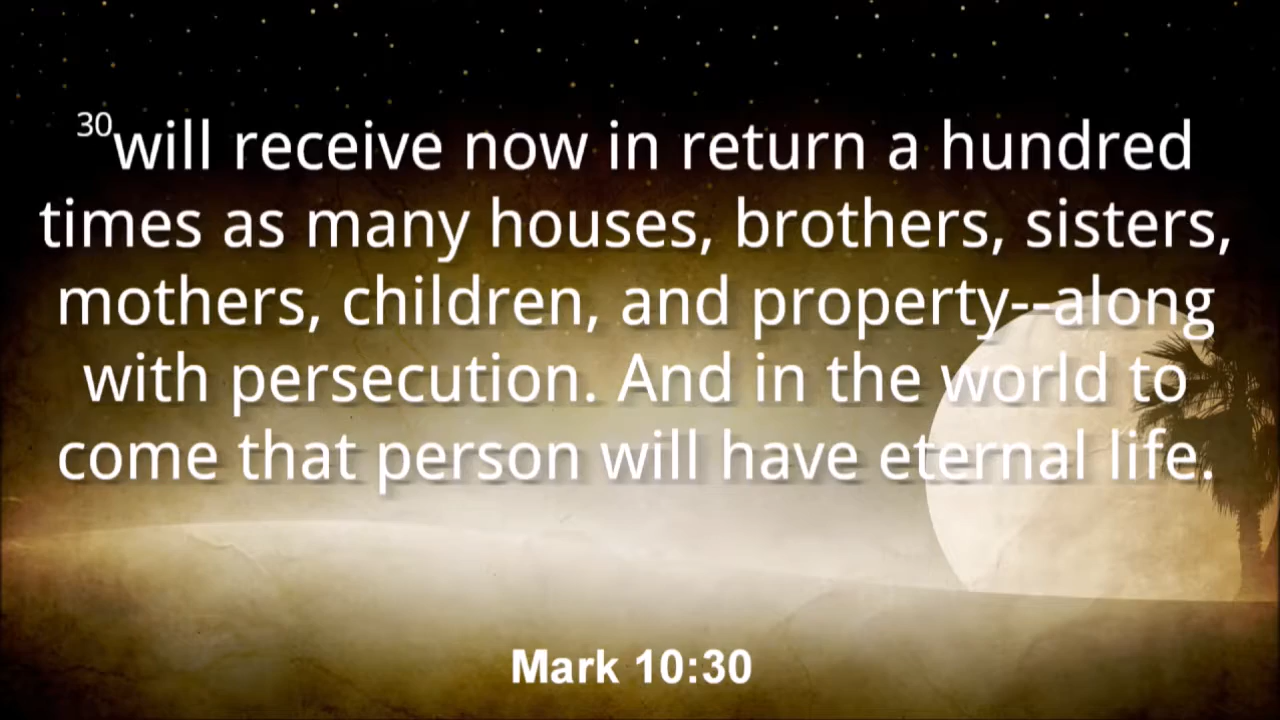 30will receive now in return a hundred
times as many houses, brothers, sisters,
mothers, children, and property--along
with persecution. And in the world to
come that person will have eternal life.
Mark 10:30